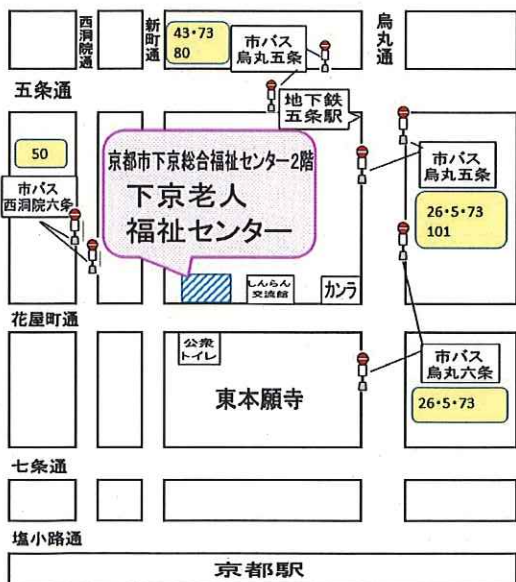 西洞院通
新町通
43・73
80
市バス
烏丸五条
烏丸通
五条通
地下鉄
五条駅
50
市バス
西洞院六条
京都市下京総合福祉センター2階
下京老人
福祉センター
市バス
烏丸五条
26・5・73
101
しんらん
交流館
カンラ
花屋町通
公衆
トイレ
東本願寺
市バス
烏丸六条
26・5・73
七条通
塩小路通
京都駅